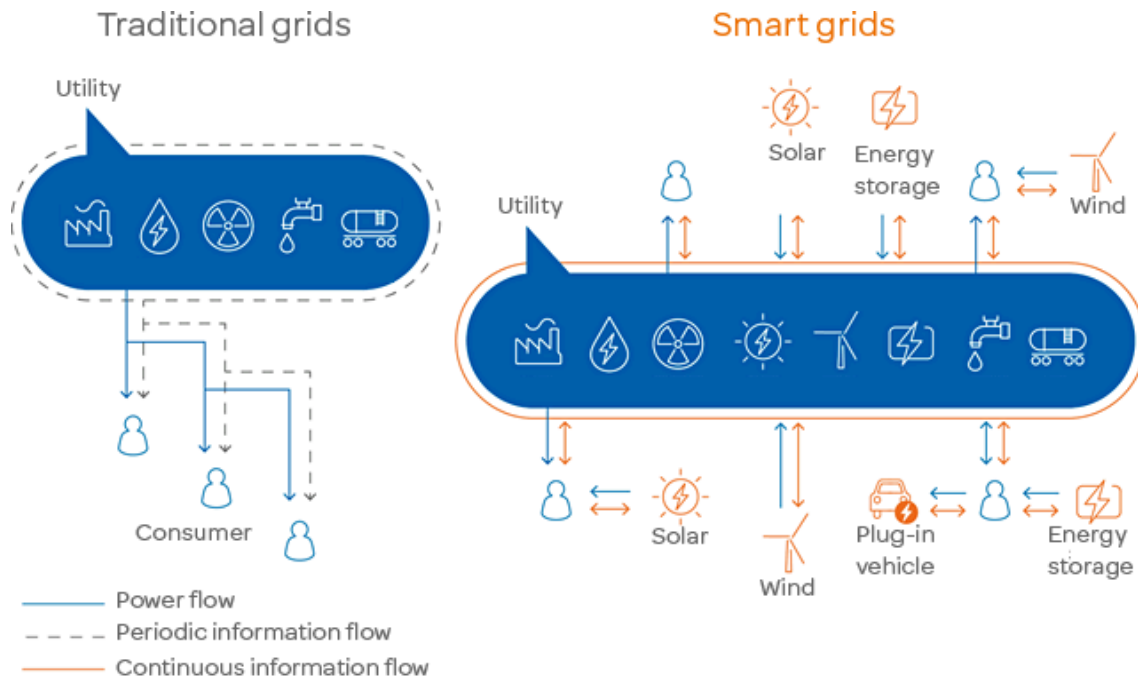 Traditional grids
Utility
Consumer
Power flow
Periodic information flow
Continuous information flow
Smart grids
Solar
Energy
storage
Wind
Utility
Solar
Wind
Plug-in
vehicle
Energy
storage